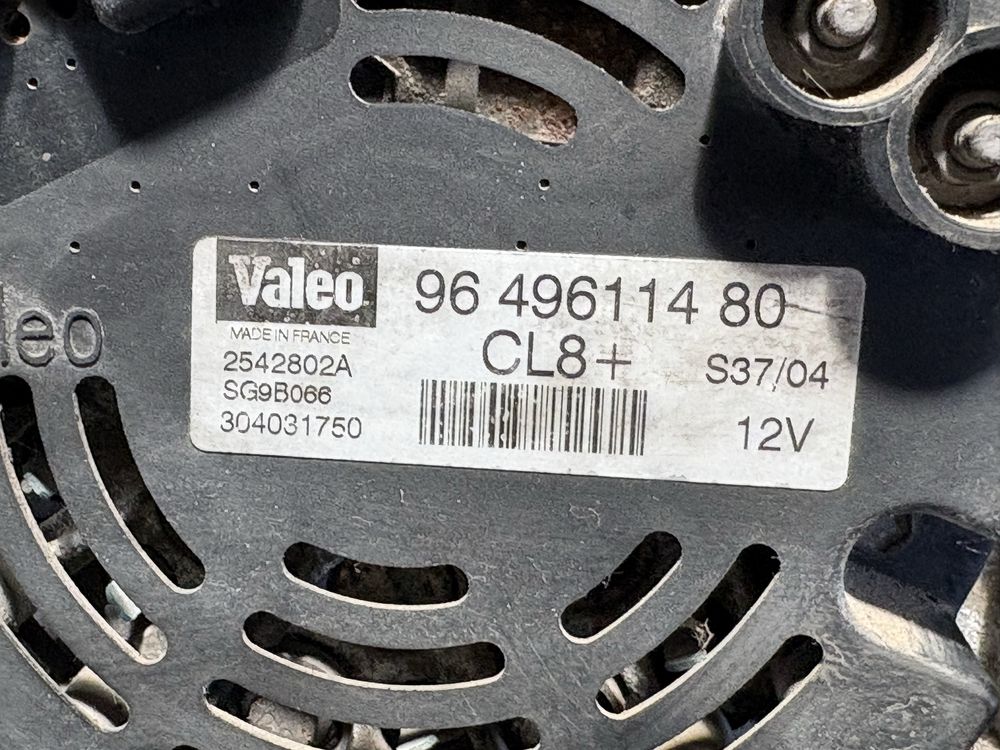 Valeo
96 496114 80
MADE IN FRANCE
CL8+
2542802A
S37/04
SG9B066
304031750
12V
leo